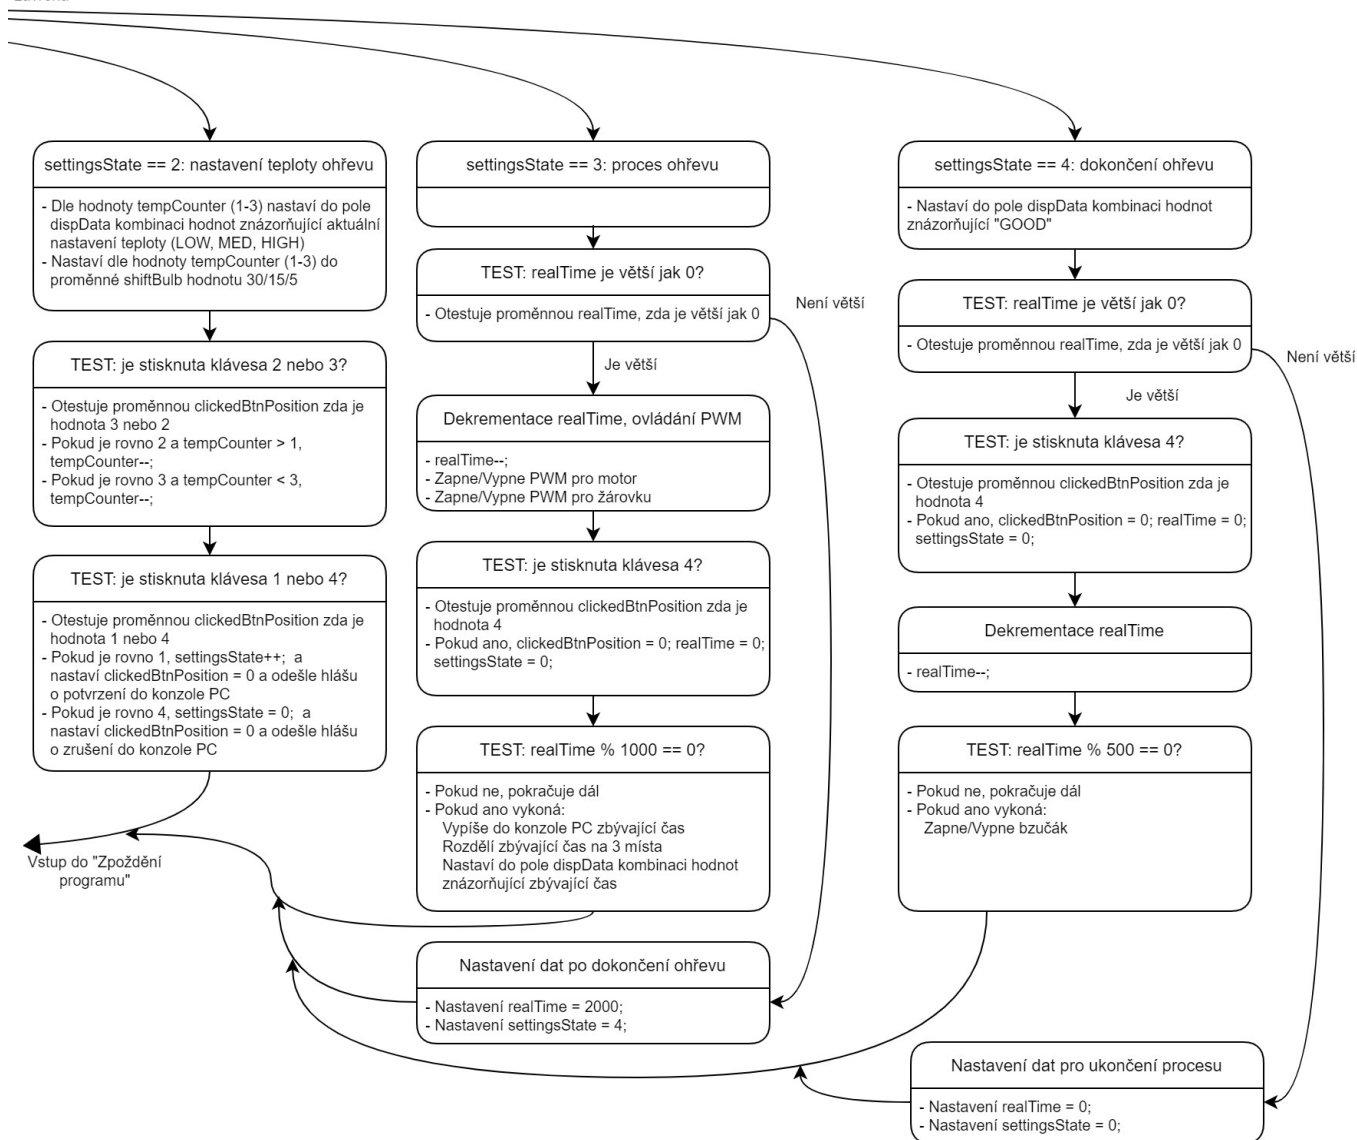 settingsState == 2: nastavení teploty ohřevu
- Dle hodnoty tempCounter (1-3) nastaví do pole
dispData kombinaci hodnot znázorňující aktuální
nastavení teploty (LOW, MED, HIGH)
- Nastaví dle hodnoty tempCounter (1-3) do
proměnné shiftBulb hodnotu 30/15/5
TEST: je stisknuta klávesa 2 nebo 3?
- Otestuje proměnnou clickedBtnPosition zda je
hodnota 3 nebo 2
- Pokud je rovno 2 a tempCounter > 1,
tempCounter--;
- Pokud je rovno 3 a tempCounter < 3,
tempCounter--;
TEST: je stisknuta klávesa 1 nebo 4?
- Otestuje proměnnou clickedBtnPosition zda je
hodnota 1 nebo 4
- Pokud je rovno 1, settingsState++; a
nastaví clickedBtnPosition = 0 a odešle hlášu
o potvrzení do konzole PC
- Pokud je rovno 4, settingsState = 0; a
nastaví clickedBtnPosition = 0 a odešle hlášu
o zrušení do konzole PC
Vstup do "Zpoždění
programu"
settingsState == 3: proces ohřevu
TEST: realTime je větší jak 0?
- Otestuje proměnnou realTime, zda je větší jak 0
Není větší
Je větší
Dekrementace realTime, ovládání PWM
- realTime--;
- Zapne/Vypne PWM pro motor
- Zapne/Vypne PWM pro žárovku
TEST: je stisknuta klávesa 4?
- Otestuje proměnnou clickedBtnPosition zda je
hodnota 4
- Pokud ano, clickedBtnPosition = 0; realTime = 0;
settingsState = 0;
TEST: realTime % 1000 == 0?
- Pokud ne, pokračuje dál
- Pokud ano vykoná:
Vypíše do konzole PC zbývající čas
Rozdělí zbývající čas na 3 místa
Nastaví do pole dispData kombinaci hodnot
znázorňující zbývající čas
Nastavení dat po dokončení ohřevu
- Nastavení realTime = 2000;
- Nastavení settingsState = 4;
settingsState == 4: dokončení ohřevu
- Nastaví do pole dispData kombinaci hodnot
znázorňující "GOOD"
TEST: realTime je větší jak 0?
- Otestuje proměnnou realTime, zda je větší jak 0
Není větší
Je větší
TEST: je stisknuta klávesa 4?
- Otestuje proměnnou clickedBtnPosition zda je
hodnota 4
- Pokud ano, clickedBtnPosition = 0; realTime = 0;
settingsState = 0;
Dekrementace realTime
- realTime--;
TEST: realTime % 500 == 0?
- Pokud ne, pokračuje dál
- Pokud ano vykoná:
Zapne/Vypne bzučák
Nastavení dat pro ukončení procesu
- Nastavení realTime = 0;
- Nastavení settingsState = 0;